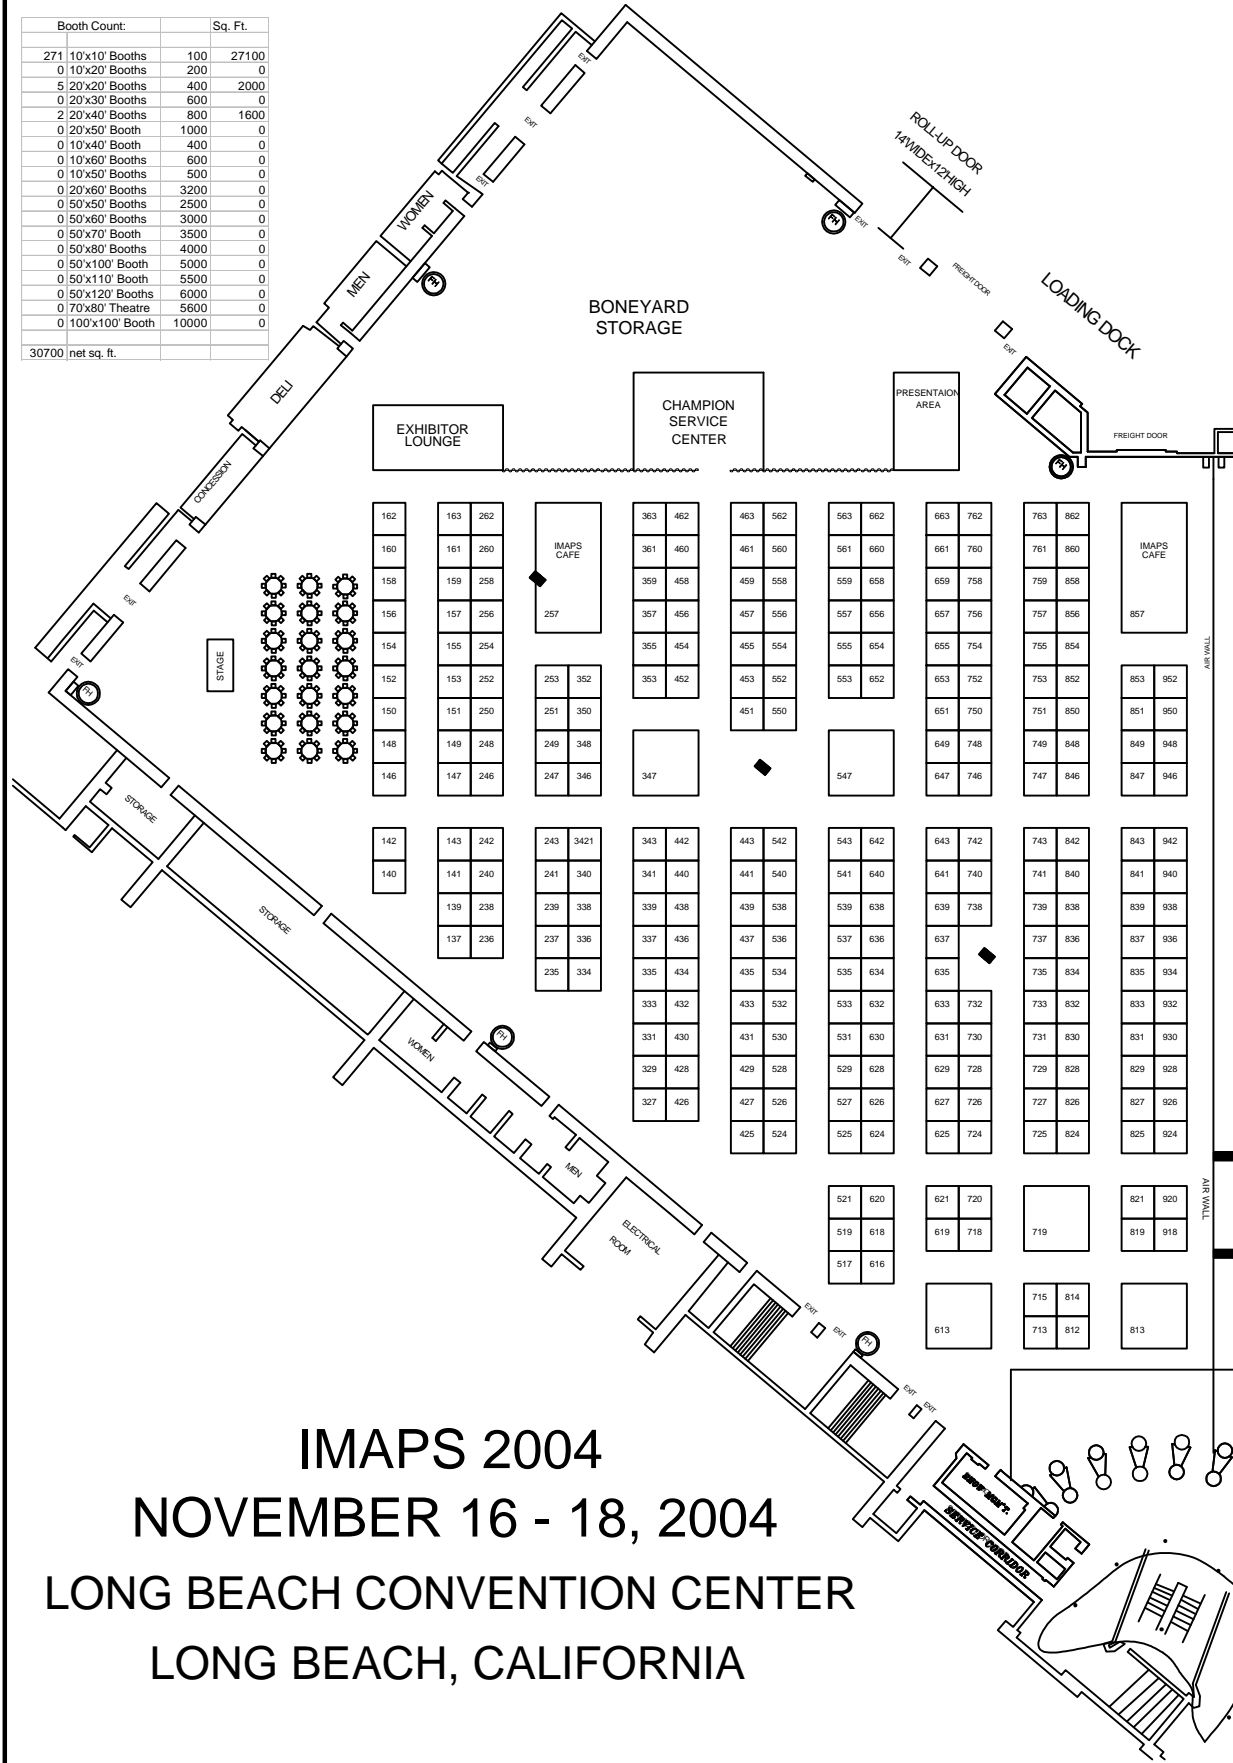 Booth Count: Sq. Ft.
271 10'x10' Booths 100 27100
0 10'x20' Booths 200 0
5 20'x20' Booths 400 2000
0 20'x30' Booths 600 0
2 20'x40' Booths 800 1600
0 20'x50' Booth 1000 0
0 10'x40' Booth 400 0
0 10'x60' Booths 600 0
0 10'x50' Booths 500 0
0 20'x60' Booths 3200 0
0 50'x50' Booths 2500 0
0 50'x60' Booths 3000 0
0 50'x70' Booth 3500 0
0 50'x80' Booths 4000 0
0 50'x100' Booth 5000 0
0 50'x110' Booth 5500 0
0 50'x120' Booths 6000 0
0 70'x80' Theatre 5600 0
0 100'x100' Booth 10000 0
30700 net sq. ft.
EXIT
EXIT
EXIT
WOMEN
FH
MEN
DELI
CONCESSION
EXIT
EXIT
FH
STAGE
ROLL-UP DOOR
14'WIDEx12'HIGH
FH
EXIT
EXIT
FREIGHT DOOR
EXIT
LOADING DOCK
FREIGHT DOOR
FH
BONEYARD
STORAGE
EXHIBITOR
LOUNGE
CHAMPION
SERVICE
CENTER
PRESENTAION
AREA
162 163 262 363 462 463 562 563 662 663 762 763 862
IMAPS
CAFE
IMAPS
CAFE
160 161 260 361 460 461 560 561 660 661 760 761 860
158 159 258 359 458 459 558 559 658 659 758 759 858
156 157 256 257 357 456 457 556 557 656 657 756 757 856 857
154 155 254 355 454 455 554 555 654 655 754 755 854
152 153 252 253 352 353 452 453 552 553 652 653 752 753 852 853 952
150 151 250 251 350 451 550 651 750 751 850 851 950
148 149 248 249 348 649 748 749 848 849 948
146 147 246 247 346 347 547 647 746 747 846 847 946
142 143 242 243 3421 343 442 443 542 543 642 643 742 743 842 843 942
140 141 240 241 340 341 440 441 540 541 640 641 740 741 840 841 940
139 238 239 338 339 438 439 538 539 638 639 738 739 838 839 938
137 236 237 336 337 436 437 536 537 636 637 737 836 837 936
235 334 335 434 435 534 535 634 635 735 834 835 934
333 432 433 532 533 632 633 732 733 832 833 932
331 430 431 530 531 630 631 730 731 830 831 930
329 428 429 528 529 628 629 728 729 828 829 928
327 426 427 526 527 626 627 726 727 826 827 926
425 524 525 624 625 724 725 824 825 924
521 620 621 720 821 920
519 618 619 718 719 819 918
517 616
715 814
613 713 812 813
AIR WALL
AIR WALL
STORAGE
STORAGE
WOMEN
FH
MEN
ELECTRICAL
ROOM
EXIT
EXIT
FH
EXIT
EXIT
SHOW MGN'T.
SERVICE CORRIDOR
IMAPS 2004
NOVEMBER 16 - 18, 2004
LONG BEACH CONVENTION CENTER
LONG BEACH, CALIFORNIA